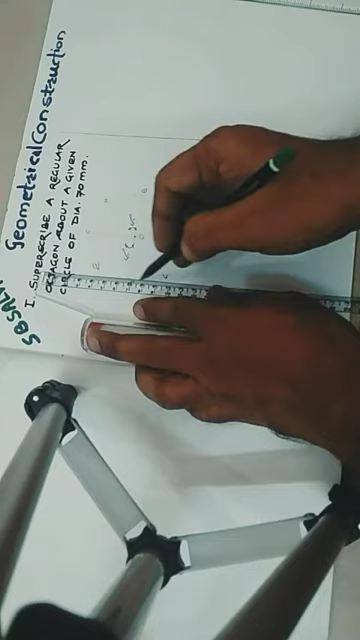 Geometrical Construction
I. SUPERSCRIBE A REGULAR
OCTAGON ABOUT A GIVEN
CIRCLE OF DIA. 70 mm.